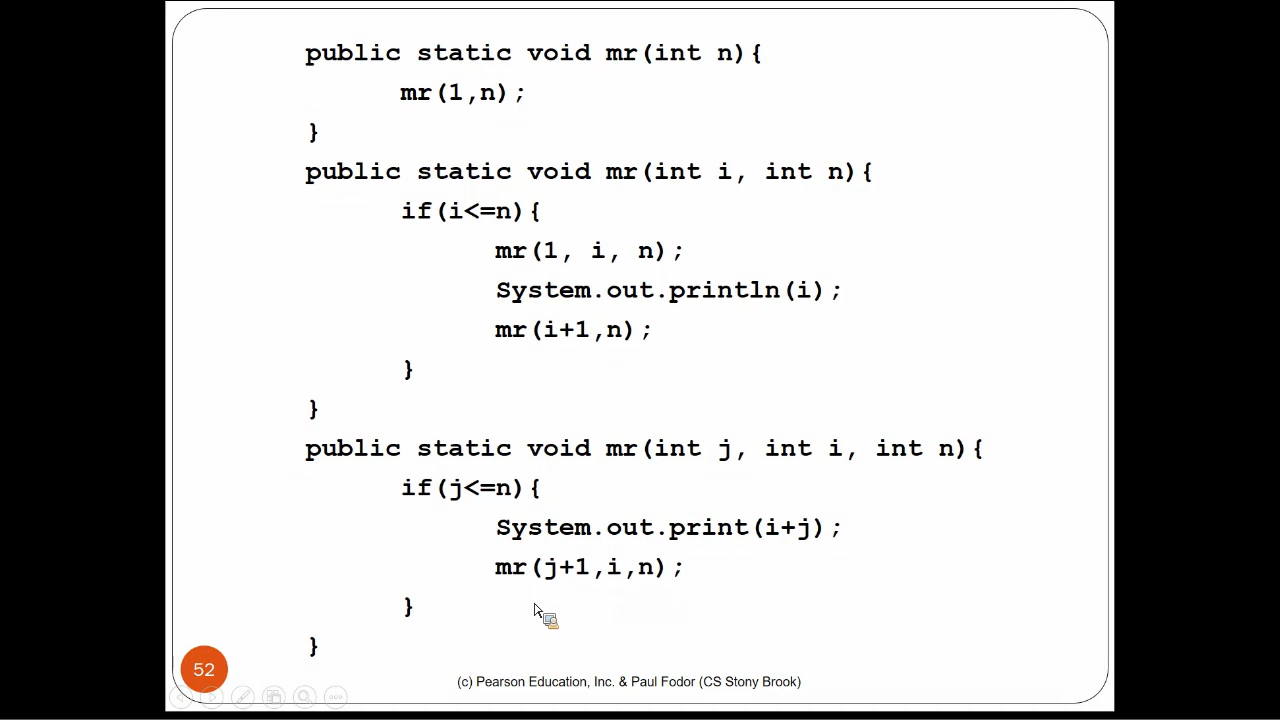 public static void mr(int n){
mr(1,n);
}
public static void mr(int i, int n){
if(i<=n){
mr(1, i, n);
System.out.println(i);
mr(i+1,n);
}
}
public static void mr(int j, int i, int n){
if(j<=n){
System.out.print(i+j);
mr(j+1,i,n);
}
}
52
(c) Pearson Education, Inc. & Paul Fodor (CS Stony Brook)